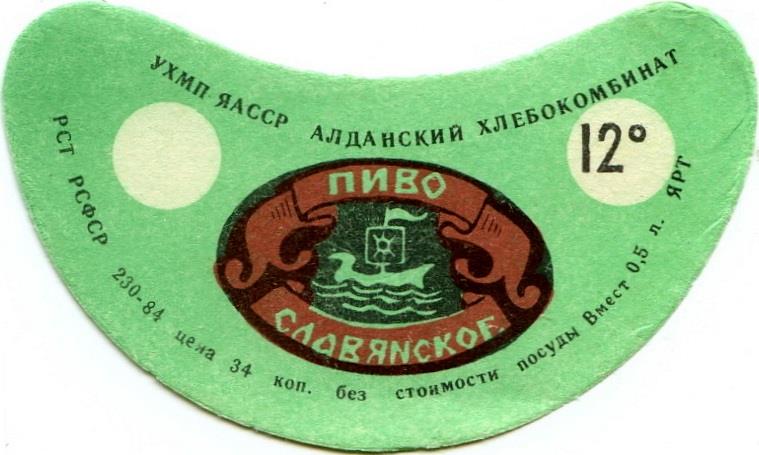 УХМП ЯАССР АЛДАНСКИЙ ХЛЕБОКОМБИНАТ
12°
ПИВО
СЛАВЯNСКОЕ
РСТ РСФСР 230-84 цена 34 коп. без стоимости посуды Вмест 0,5 л. ЯРТ